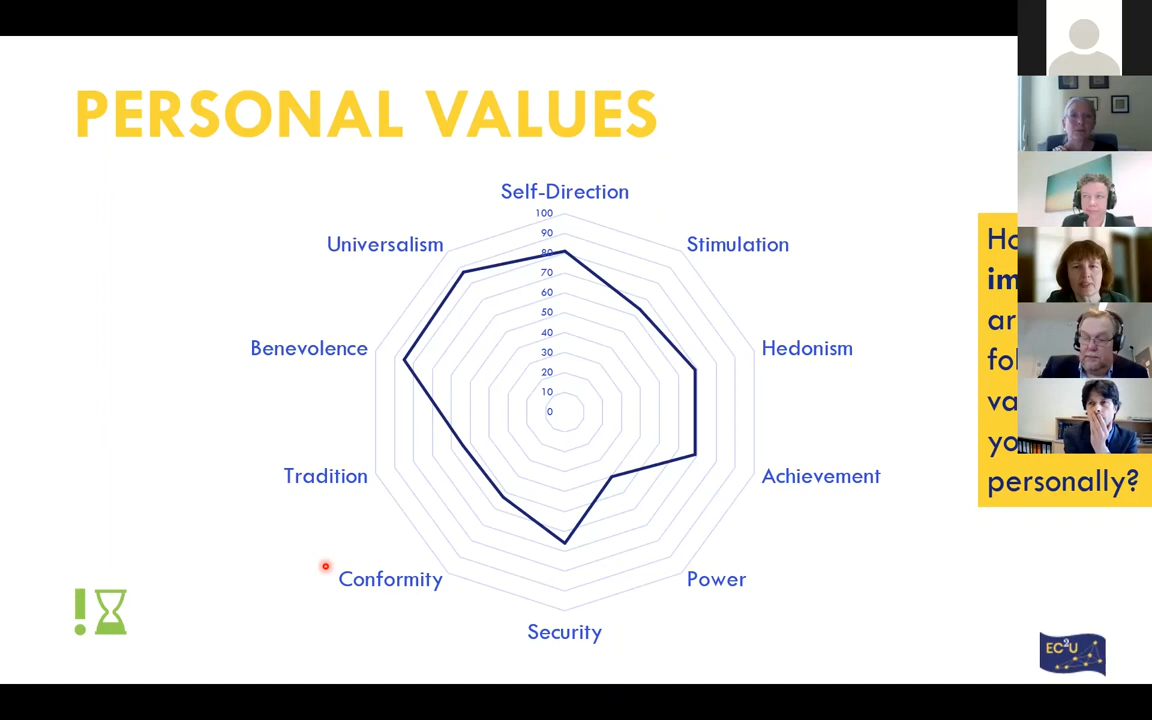 PERSONAL VALUES
Self-Direction
100
90
80
70
60
50
40
30
20
10
0
Universalism
Stimulation
Benevolence
Hedonism
Tradition
Achievement
Conformity
Power
Security
personally?
EC2U